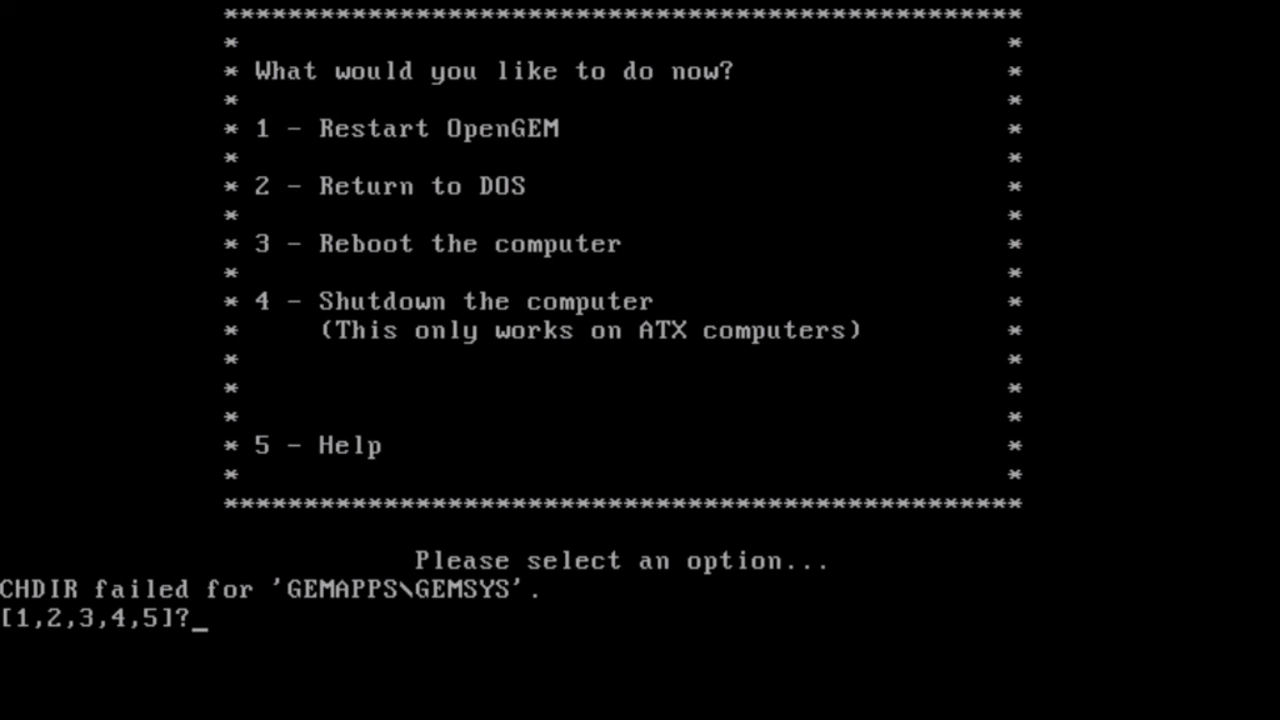 **************************************************
* *
* What would you like to do now? *
* *
* 1 - Restart OpenGEM *
* *
* 2 - Return to DOS *
* *
* 3 - Reboot the computer *
* *
* 4 - Shutdown the computer *
* (This only works on ATX computers) *
* *
* *
* *
* 5 - Help *
* *
**************************************************
Please select an option...
CHDIR failed for 'GEMAPPS\GEMSYS'.
[1,2,3,4,5]?_